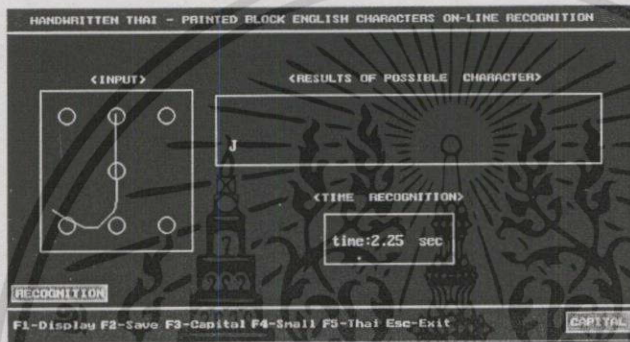 HANDWRITTEN THAI - PRINTED BLOCK ENGLISH CHARACTERS ON-LINE RECOGNITION
<INPUT>
<RESULTS OF POSSIBLE CHARACTER>
J
<TIME RECOGNITION>
time:2.25 sec
RECOGNITION
F1-Display F2-Save F3-Capital F4-Small F5-Thai Esc-Exit
CAPITAL